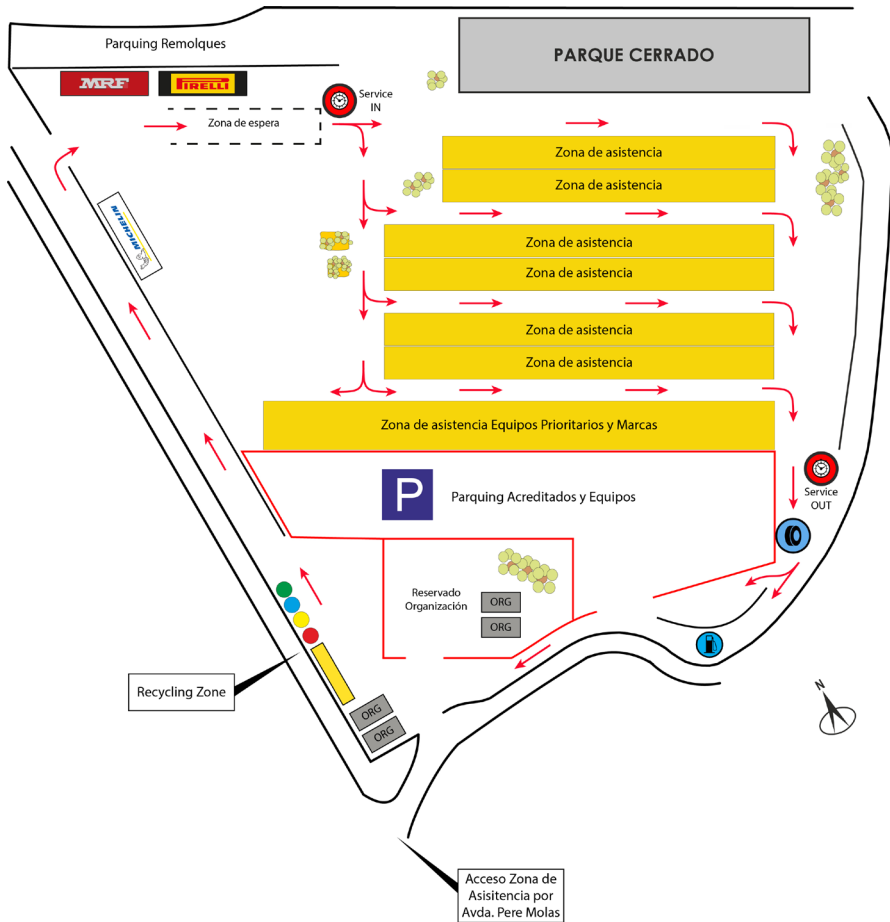 Parquing Remolques
PARQUE CERRADO
MRF
PIRELLI
Service
IN
Zona de espera
Zona de asistencia
Zona de asistencia
MICHELIN
Zona de asistencia
Zona de asistencia
Zona de asistencia
Zona de asistencia
Zona de asistencia Equipos Prioritarios y Marcas
P
Parquing Acreditados y Equipos
Service
OUT
Reservado
Organización
ORG
ORG
Recycling Zone
ORG
ORG
N
Acceso Zona de
Asisitencia por
Avda. Pere Molas